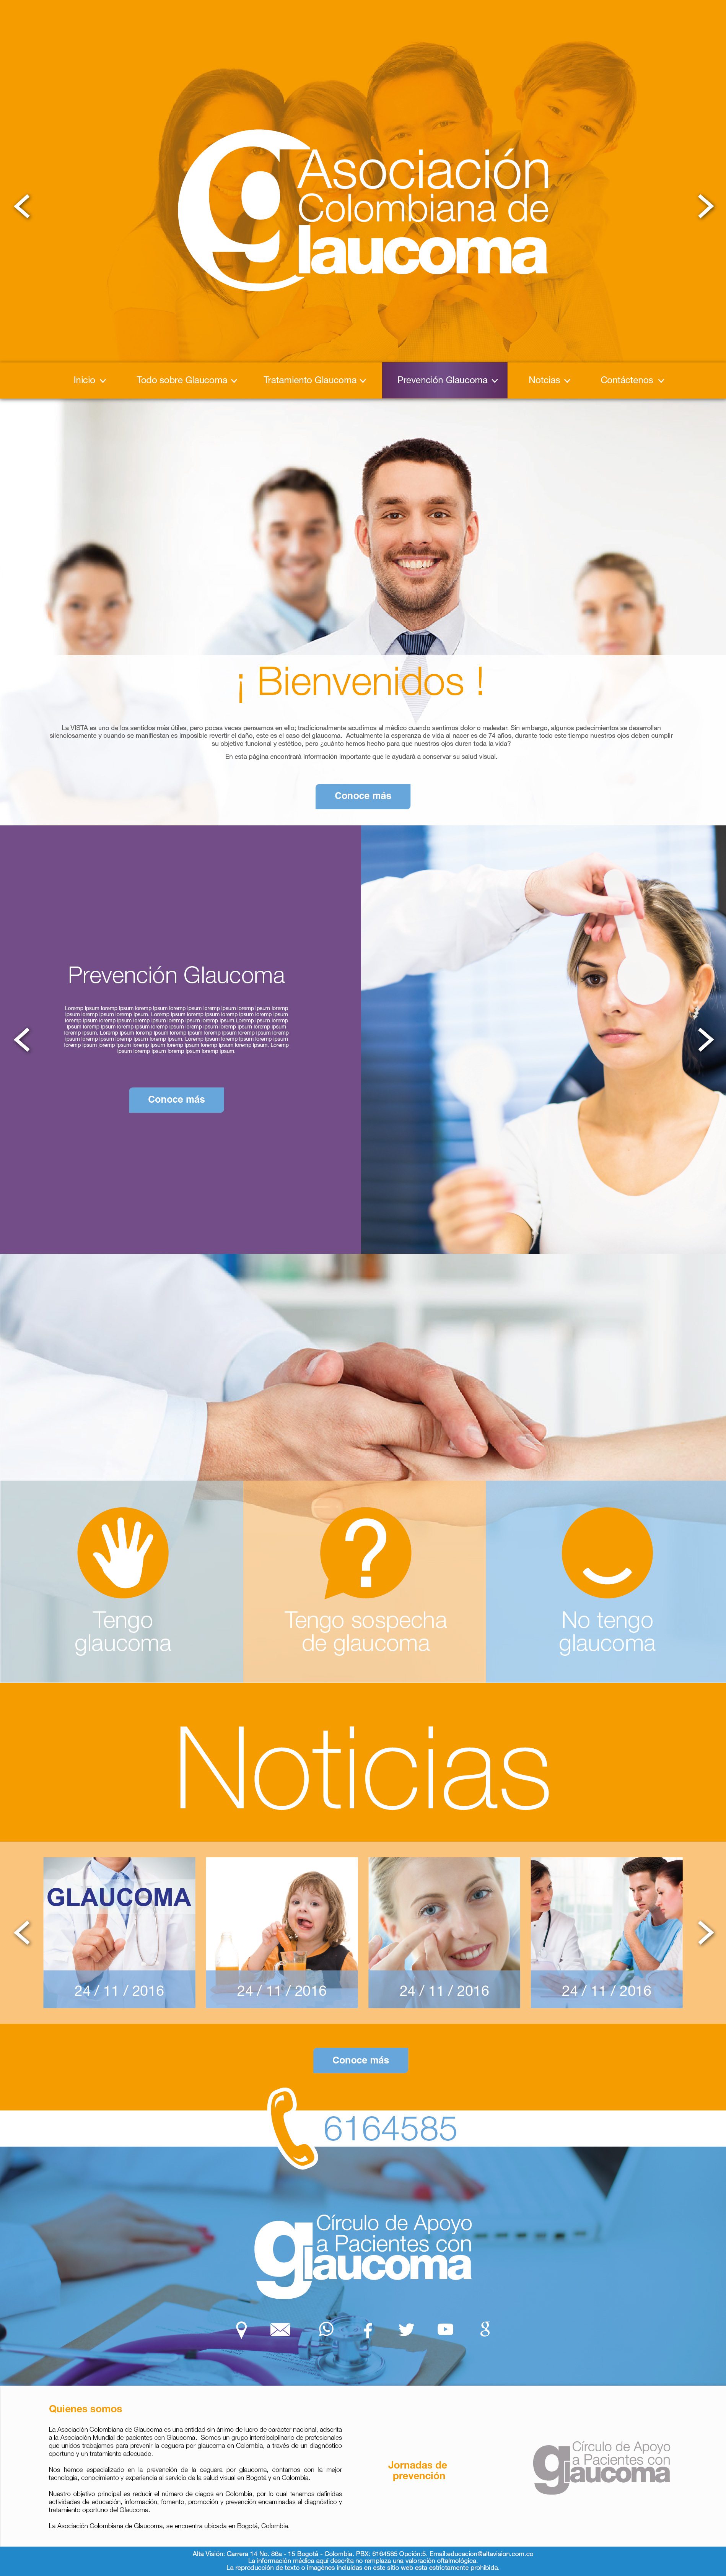 Asociación
Colombiana de
Glaucoma
Inicio
Todo sobre Glaucoma
Tratamiento Glaucoma
Prevención Glaucoma
Notcias
Contáctenos
¡ Bienvenidos !
La VISTA es uno de los sentidos más útiles, pero pocas veces pensamos en ello; tradicionalmente acudimos al médico cuando sentimos dolor o malestar. Sin embargo, algunos padecimientos se desarrollan
silenciosamente y cuando se manifiestan es imposible revertir el daño, este es el caso del glaucoma. Actualmente la esperanza de vida al nacer es de 74 años, durante todo este tiempo nuestros ojos deben cumplir
su objetivo funcional y estético, pero ¿cuánto hemos hecho para que nuestros ojos duren toda la vida?
En esta página encontrará información importante que le ayudará a conservar su salud visual.
Conoce más
Prevención Glaucoma
Loremp ipsum loremp ipsum loremp ipsum loremp ipsum loremp ipsum loremp ipsum loremp
ipsum loremp ipsum loremp ipsum. Loremp ipsum loremp ipsum loremp ipsum loremp ipsum
loremp ipsum loremp ipsum loremp ipsum loremp ipsum loremp ipsum.Loremp ipsum loremp
ipsum loremp ipsum loremp ipsum loremp ipsum loremp ipsum loremp ipsum loremp ipsum
loremp ipsum. Loremp ipsum loremp ipsum loremp ipsum loremp ipsum loremp ipsum loremp
ipsum loremp ipsum loremp ipsum loremp ipsum. Loremp ipsum loremp ipsum loremp ipsum
loremp ipsum loremp ipsum loremp ipsum loremp ipsum loremp ipsum loremp ipsum. Loremp
ipsum loremp ipsum loremp ipsum loremp ipsum.
Conoce más
Tengo
glaucoma
?
Tengo sospecha
de glaucoma
No tengo
glaucoma
Noticias
GLAUCOMA
24 / 11 / 2016
24 / 11 / 2016
24 / 11 / 2016
24 / 11 / 2016
Conoce más
6164585
Círculo de Apoyo
a Pacientes con
glaucoma
Quienes somos
La Asociación Colombiana de Glaucoma es una entidad sin ánimo de lucro de carácter nacional, adscrita
a la Asociación Mundial de pacientes con Glaucoma. Somos un grupo interdisciplinario de profesionales
que unidos trabajamos para prevenir la ceguera por glaucoma en Colombia, a través de un diagnóstico
oportuno y un tratamiento adecuado.
Nos hemos especializado en la prevención de la ceguera por glaucoma, contamos con la mejor
tecnología, conocimiento y experiencia al servicio de la salud visual en Bogotá y en Colombia.
Nuestro objetivo principal es reducir el número de ciegos en Colombia, por lo cual tenemos definidas
actividades de educación, información, fomento, promoción y prevención encaminadas al diagnóstico y
tratamiento oportuno del Glaucoma.
La Asociación Colombiana de Glaucoma, se encuentra ubicada en Bogotá, Colombia.
Jornadas de
prevención
Círculo de Apoyo
a Pacientes con
glaucoma
Alta Visión: Carrera 14 No. 86a - 15 Bogotá - Colombia. PBX: 6164585 Opción:5. Email:educacion@altavision.com.co
La información médica aquí descrita no remplaza una valoración oftalmológica.
La reproducción de texto o imagénes incluidas en este sitio web esta estrictamente prohibida.